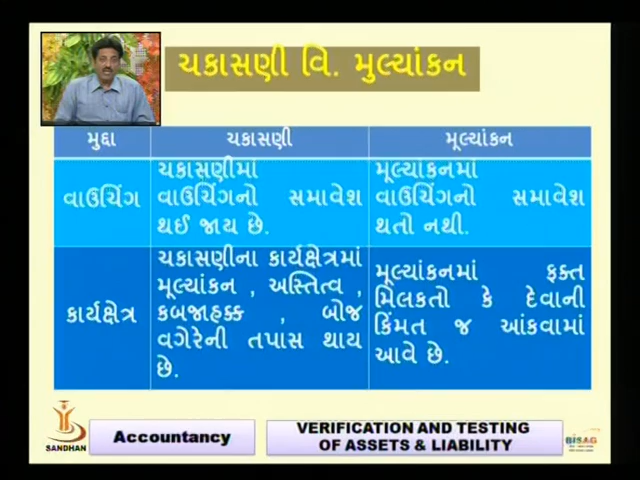 ચકાસણી વિ. મુલ્યાંકન
મુદ્દા ચકાસણી મૂલ્યાંકન
વાઉચિંગ
ચકાસણીમાં
વાઉચિંગનો સમાવેશ
થઈ જાય છે.
મૂલ્યાંકનમાં
વાઉચિંગનો સમાવેશ
થતો નથી.
કાર્યક્ષેત્ર
ચકાસણીના કાર્યક્ષેત્રમાં
મૂલ્યાંકન , અસ્તિત્વ ,
કબજાહક્ક , બોજ
વગેરેની તપાસ થાય
છે.
મૂલ્યાંકનમાં ફક્ત
મિલકતો કે દેવાની
કિંમત જ આંકવામાં
આવે છે.
SANDHAN
Accountancy
VERIFICATION AND TESTING
OF ASSETS & LIABILITY
BISAG